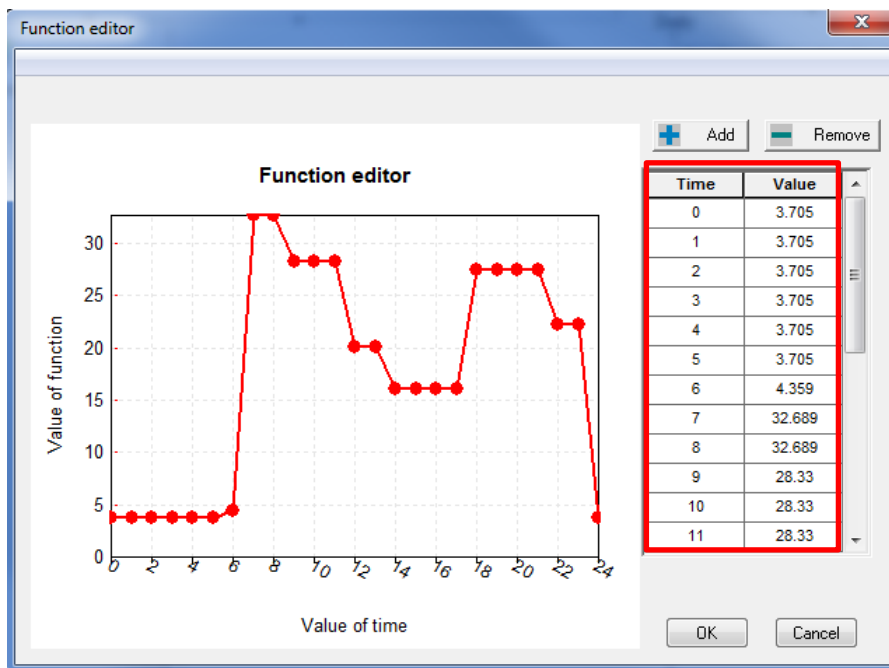 Function editor
Add
Remove
Function editor
Value of function
30
25
20
15
10
5
0
0 2 4 6 8 10 12 14 16 18 20 22 24
Value of time
Time Value
0 3.705
1 3.705
2 3.705
3 3.705
4 3.705
5 3.705
6 4.359
7 32.689
8 32.689
9 28.33
10 28.33
11 28.33
OK Cancel